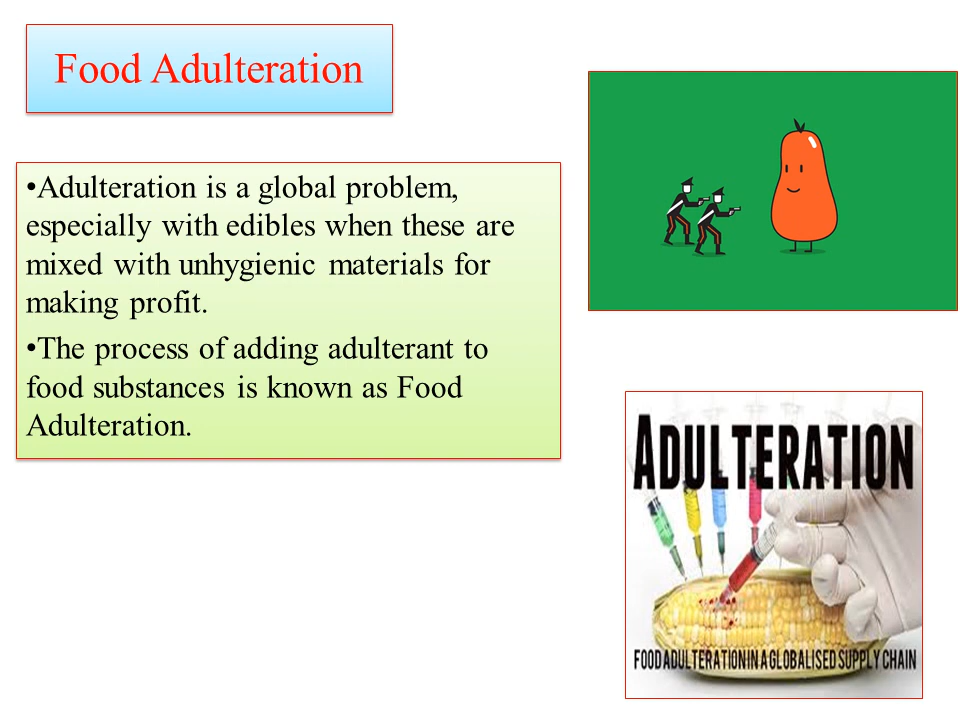 Food Adulteration
•Adulteration is a global problem,
especially with edibles when these are
mixed with unhygienic materials for
making profit.
•The process of adding adulterant to
food substances is known as Food
Adulteration.
ADULTERATION
FOOD ADULTERATION IN A GLOBALISED SUPPLY CHAIN